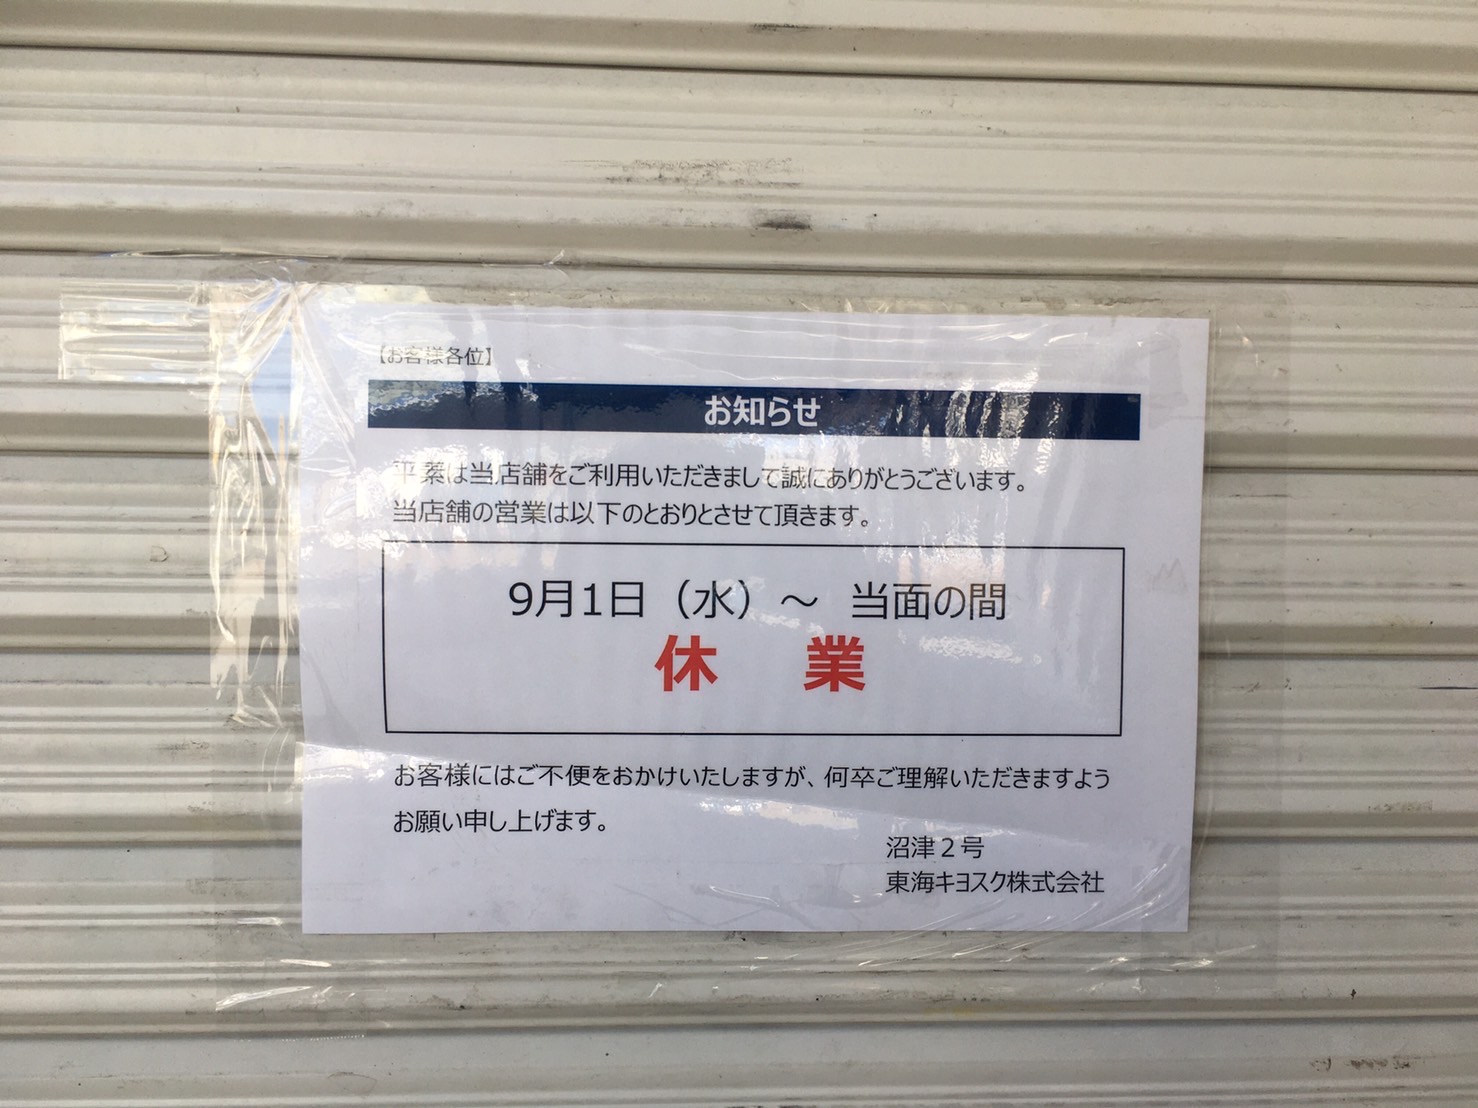 【お客様各位】
お知らせ
平素は当店舗をご利用いただきまして誠にありがとうございます。
当店舗の営業は以下のとおりとさせて頂きます。
9月1日（水）～ 当面の間
休 業
お客様にはご不便をおかけいたしますが、何卒ご理解いただきますよう
お願い申し上げます。
沼津２号
東海キヨスク株式会社